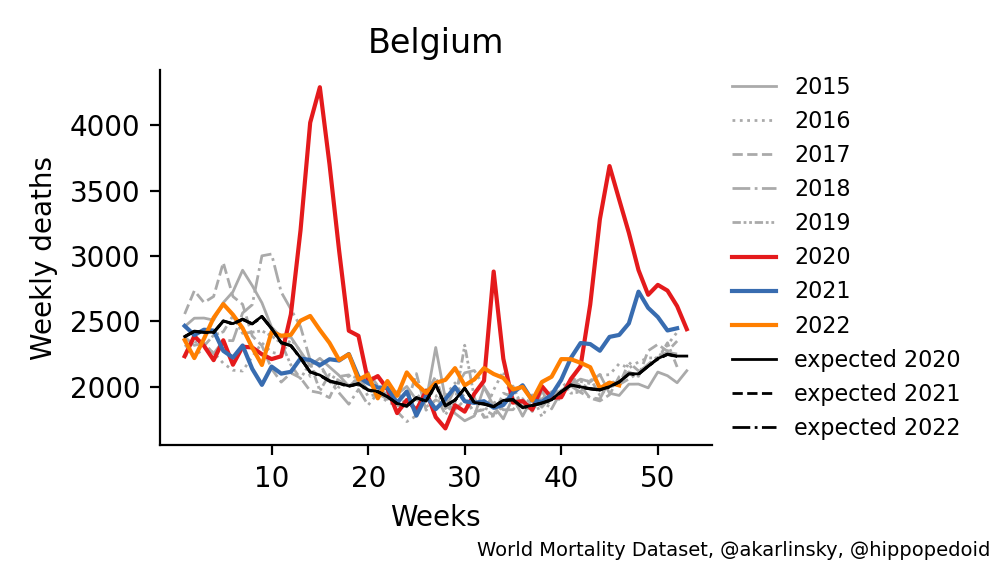 Belgium
Weekly deaths
4000
3500
3000
2500
2000
10 20 30 40 50
Weeks
2015
2016
2017
2018
2019
2020
2021
2022
expected 2020
expected 2021
expected 2022
World Mortality Dataset, @akarlinsky, @hippopedoid